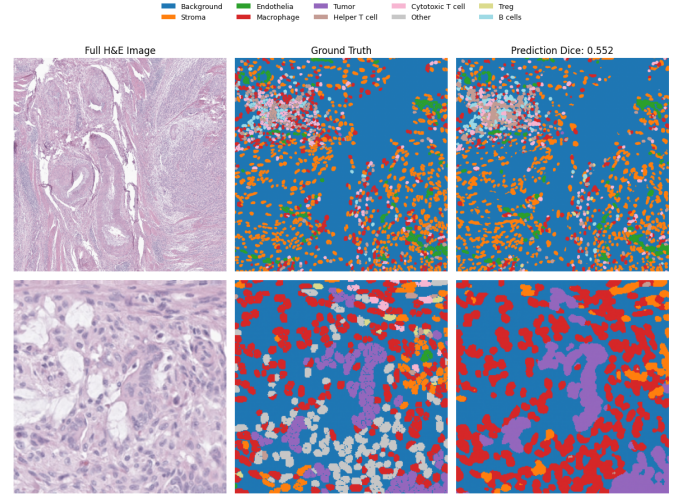 Background Endothelia Tumor Cytotoxic T cell Treg
Stroma Macrophage Helper T cell Other B cells
Full H&E Image Ground Truth Prediction Dice: 0.552